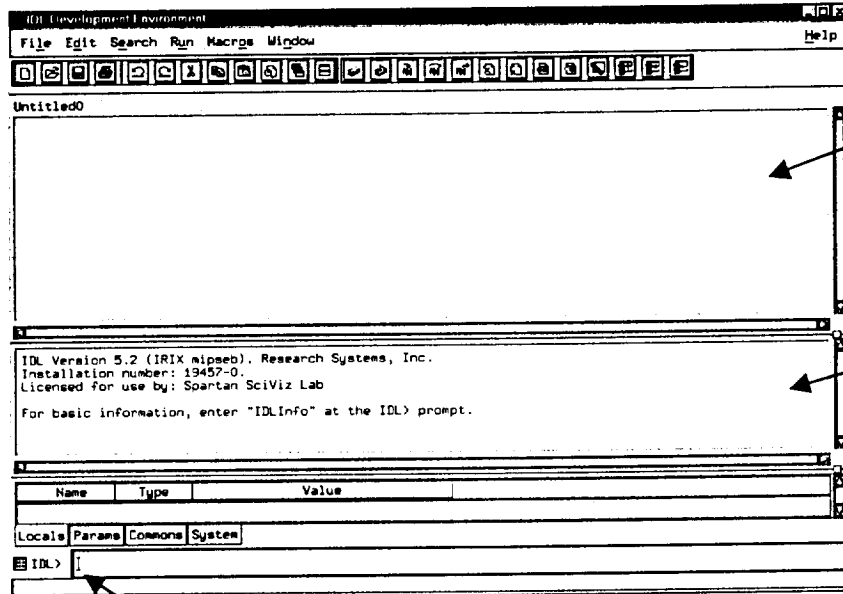 IDL Development Environment
File Edit Search Run Macros Window Help
Untitled0
IDL Version 5.2 (IRIX mipseb), Research Systems, Inc.
Installation number: 19457-0.
Licensed for use by: Spartan SciViz Lab
For basic information, enter "IDLInfo" at the IDL> prompt.
Name Type Value
Locals Params Commons System
IDL>